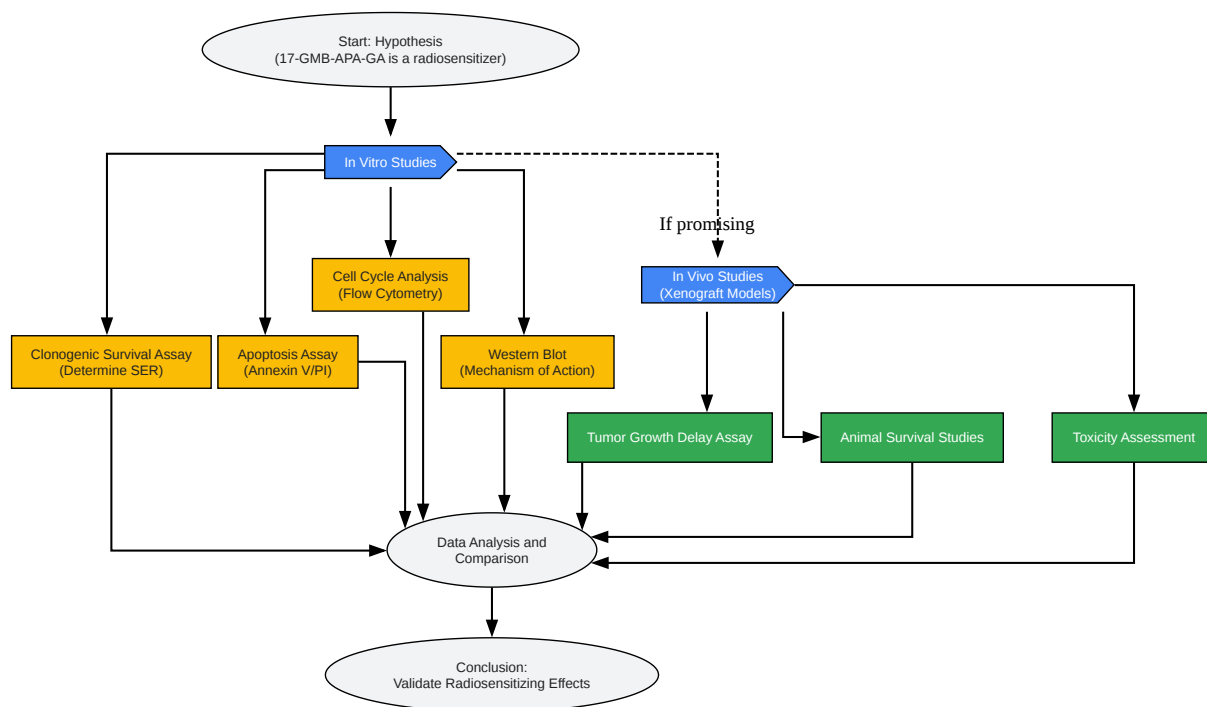 Start: Hypothesis
(17-GMB-APA-GA is a radiosensitizer)
In Vitro Studies
If promising
Cell Cycle Analysis
(Flow Cytometry)
In Vivo Studies
(Xenograft Models)
Clonogenic Survival Assay
(Determine SER)
Apoptosis Assay
(Annexin V/PI)
Western Blot
(Mechanism of Action)
Tumor Growth Delay Assay
Animal Survival Studies
Toxicity Assessment
Data Analysis and
Comparison
Conclusion:
Validate Radiosensitizing Effects